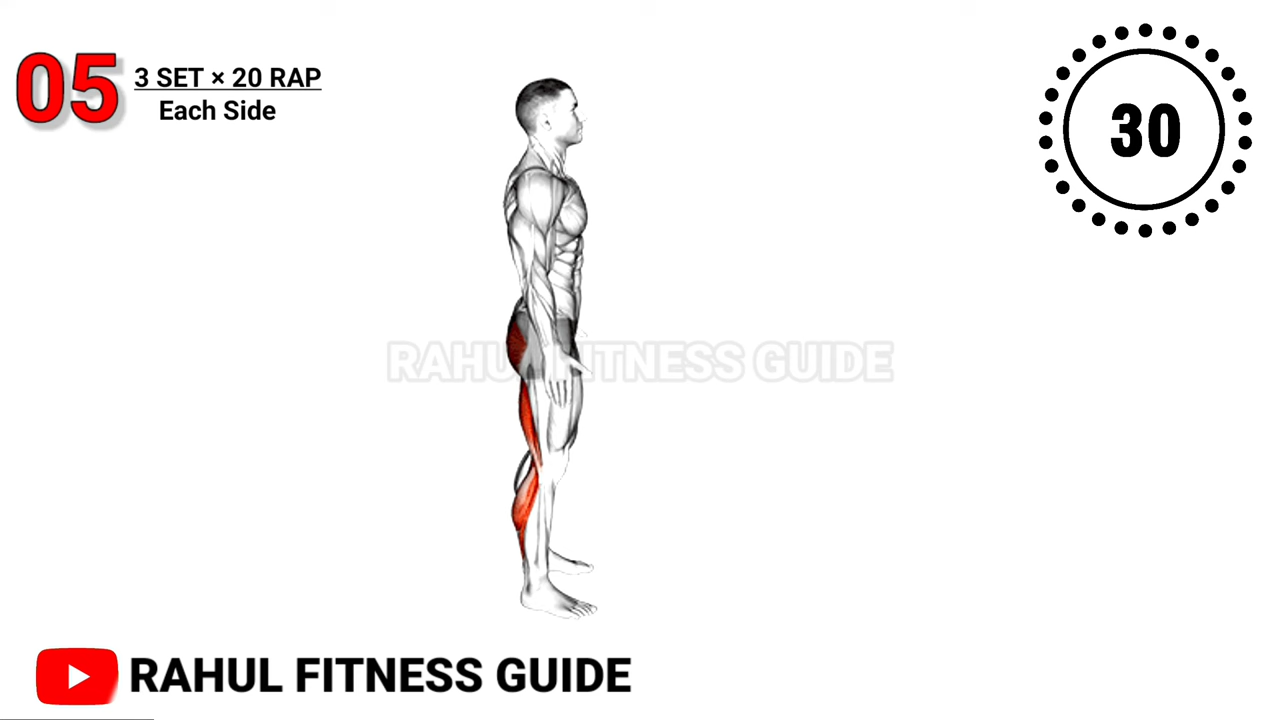 05
3 SET × 20 RAP
Each Side
30
RAHUL FITNESS GUIDE
RAHUL FITNESS GUIDE